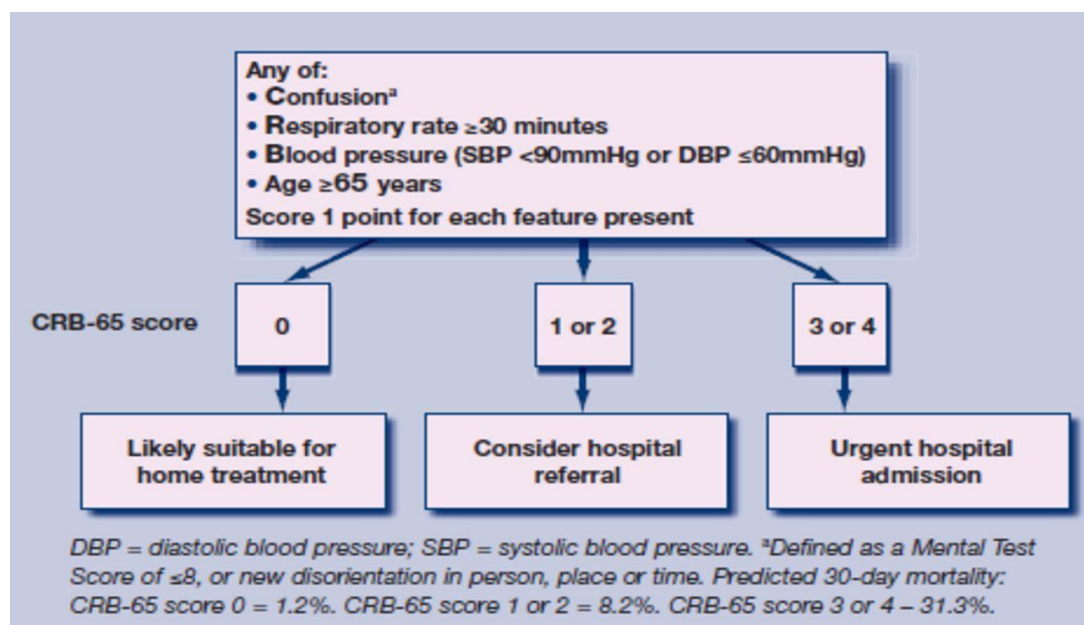 Any of:
• Confusionᵃ
• Respiratory rate ≥30 minutes
• Blood pressure (SBP <90mmHg or DBP ≤60mmHg)
• Age ≥65 years
Score 1 point for each feature present
CRB-65 score
0
1 or 2
3 or 4
Likely suitable for
home treatment
Consider hospital
referral
Urgent hospital
admission
DBP = diastolic blood pressure; SBP = systolic blood pressure. ᵃDefined as a Mental Test
Score of ≤8, or new disorientation in person, place or time. Predicted 30-day mortality:
CRB-65 score 0 = 1.2%. CRB-65 score 1 or 2 = 8.2%. CRB-65 score 3 or 4 – 31.3%.